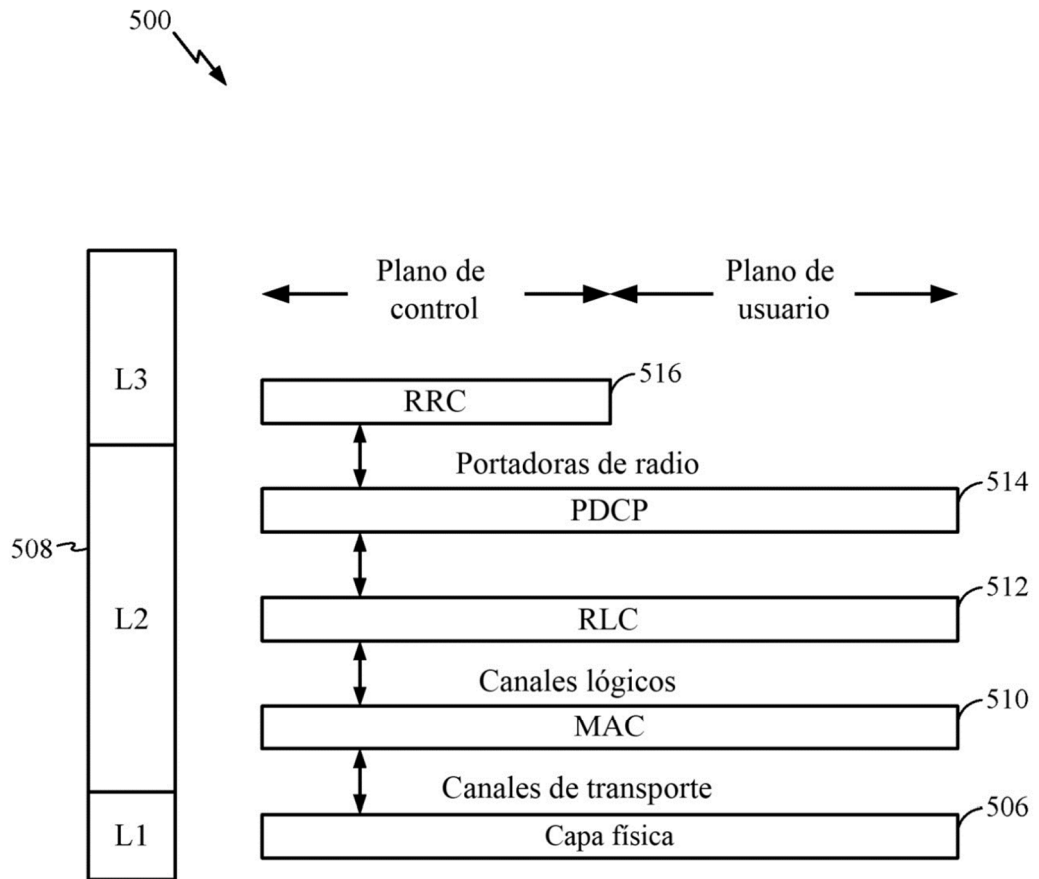 500
Plano de
control
Plano de
usuario
L3
516
RRC
Portadoras de radio
514
PDCP
508
L2
512
RLC
Canales lógicos
510
MAC
Canales de transporte
506
L1
Capa física